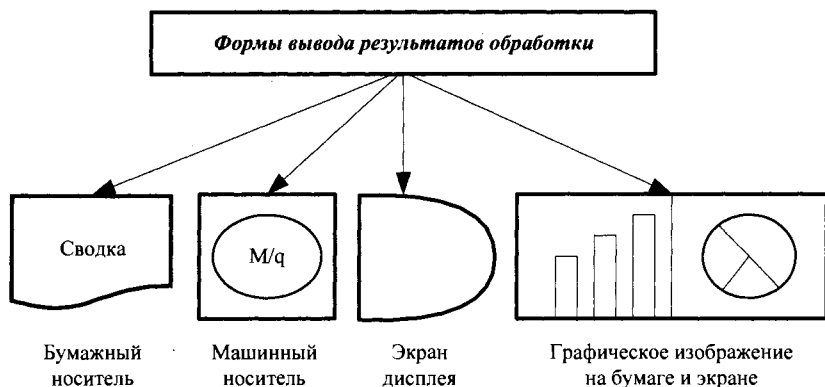 Формы вывода результатов обработки
Сводка
M/q
Бумажный
носитель
Машинный
носитель
Экран
дисплея
Графическое изображение
на бумаге и экране